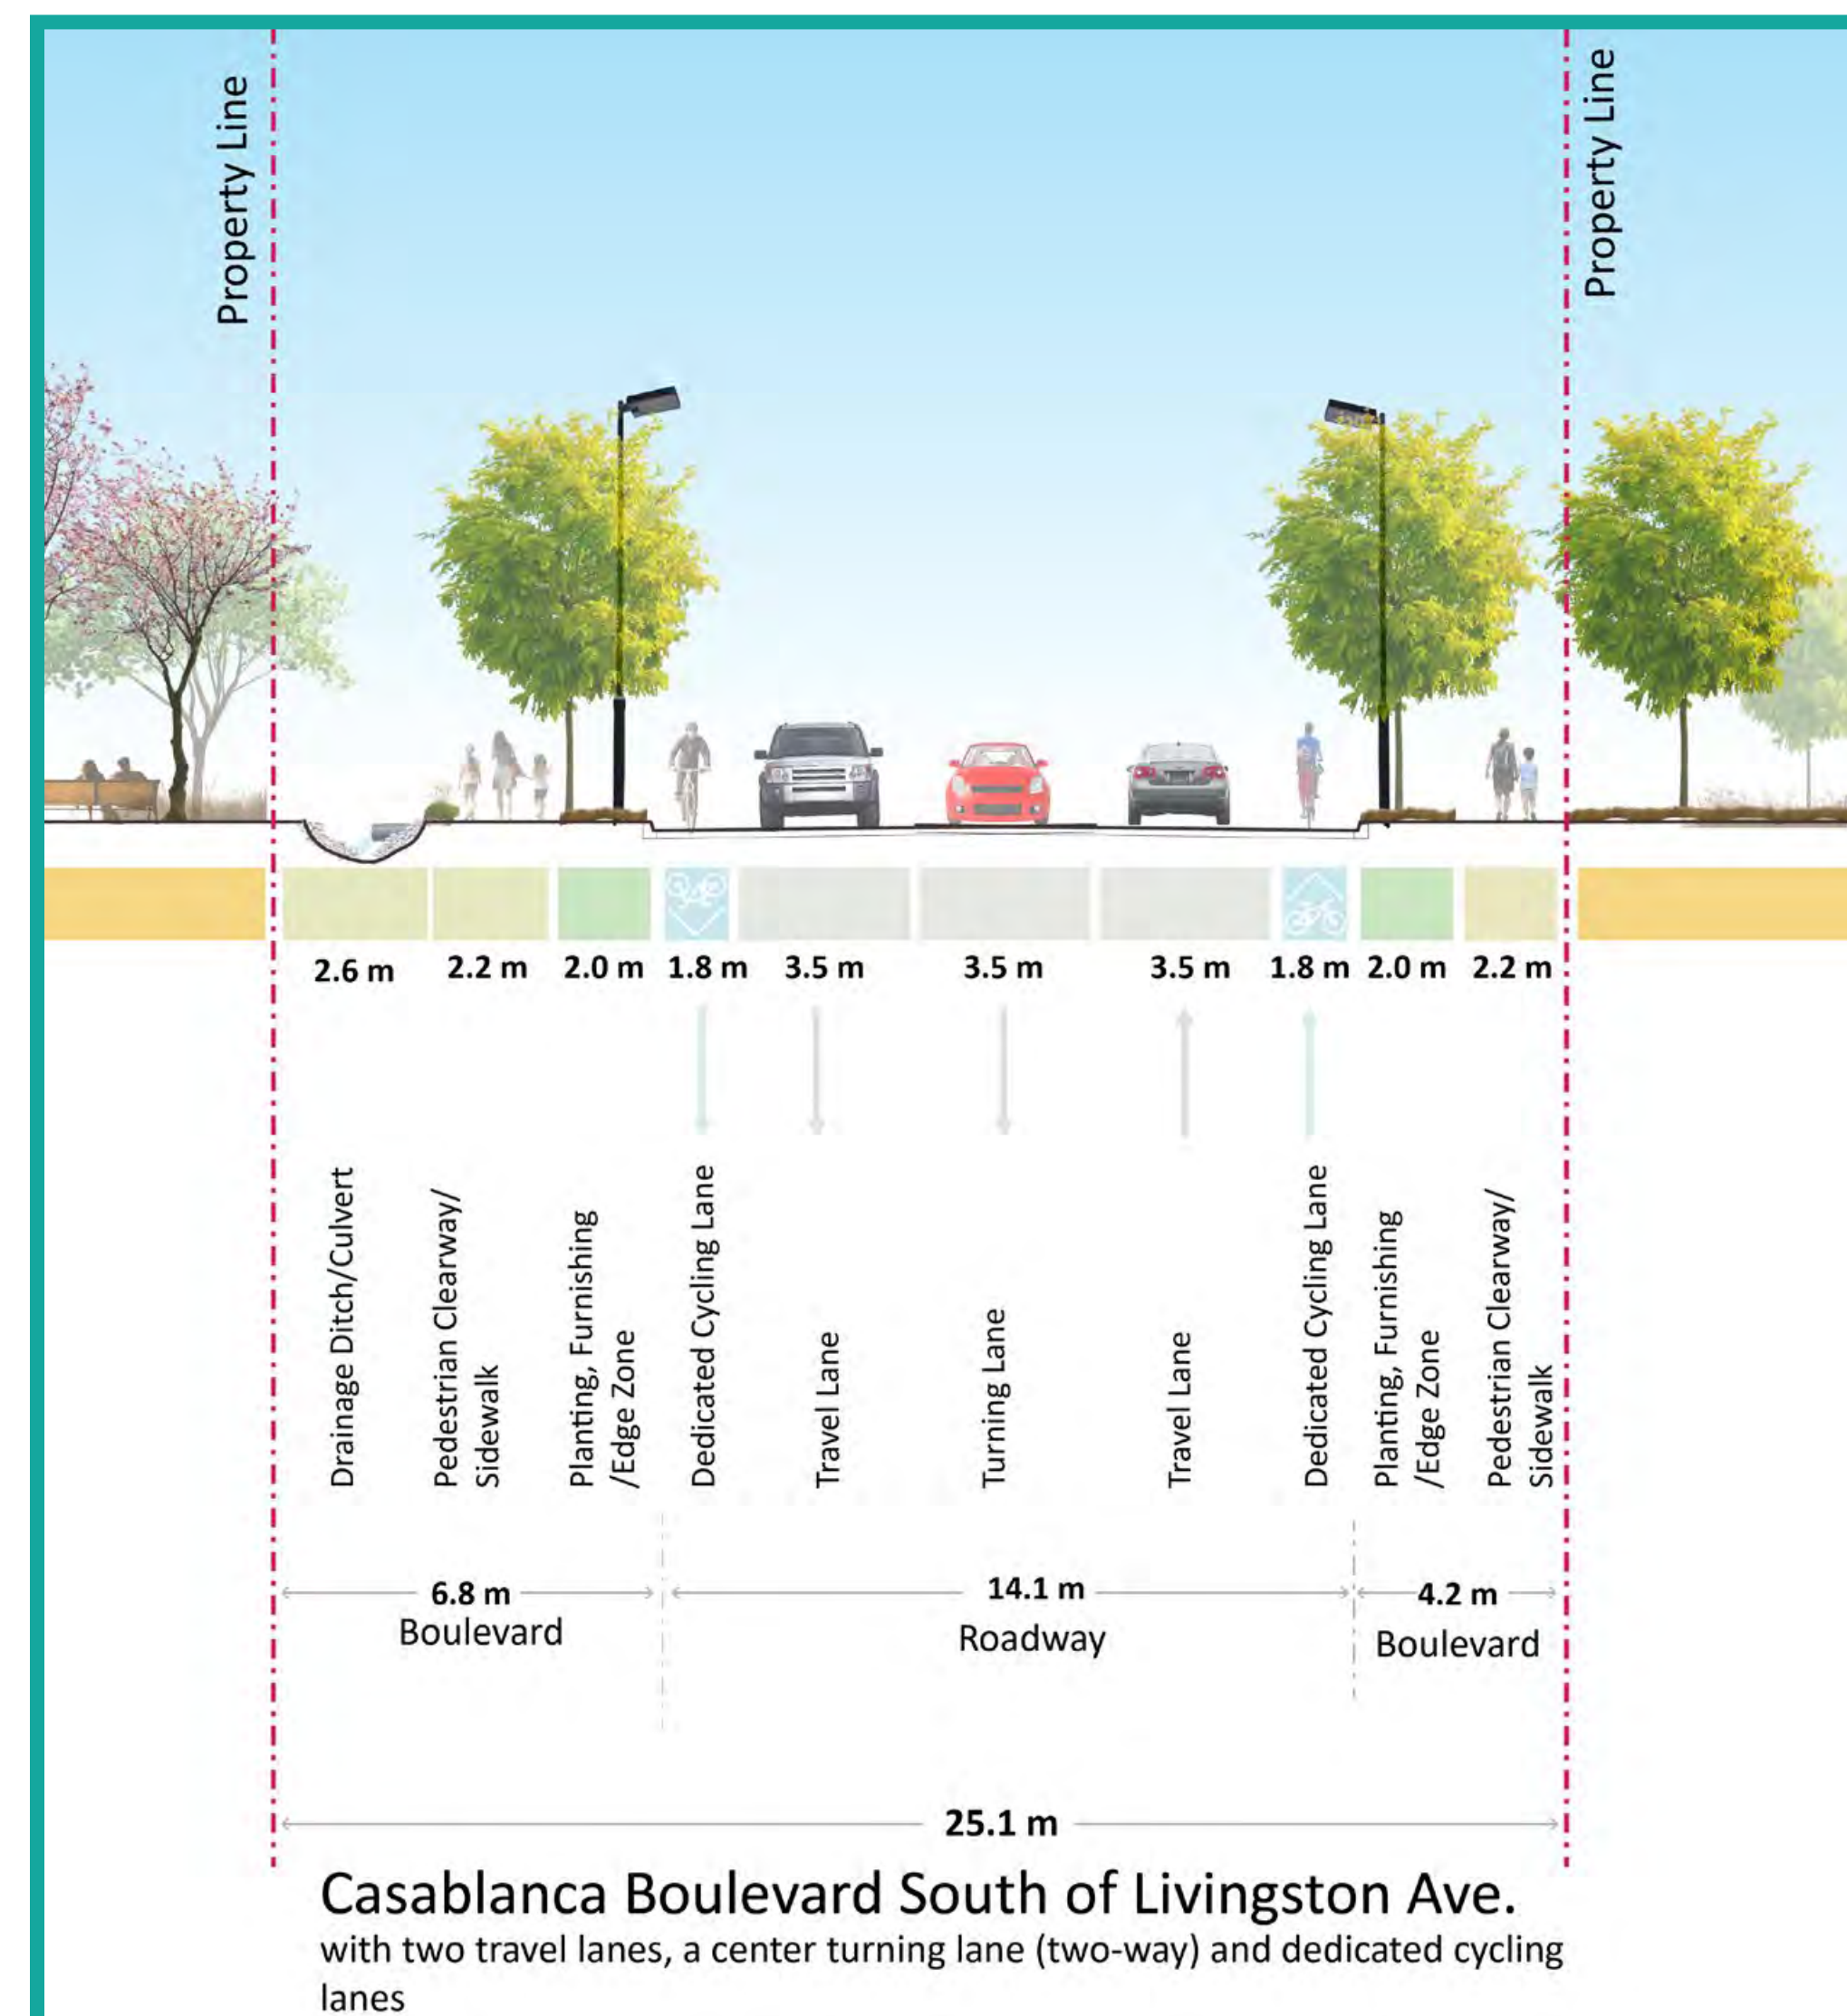 Property Line
Property Line
2.6 m
2.2 m
2.0 m
1.8 m
3.5 m
3.5 m
3.5 m
1.8 m
2.0 m
2.2 m
Drainage Ditch/Culvert
Pedestrian Clearway/
Sidewalk
Planting, Furnishing
/Edge Zone
Dedicated Cycling Lane
Travel Lane
Turning Lane
Travel Lane
Dedicated Cycling Lane
Planting, Furnishing
/Edge Zone
Pedestrian Clearway/
Sidewalk
6.8 m
Boulevard
14.1 m
Roadway
4.2 m
Boulevard
25.1 m
Casablanca Boulevard South of Livingston Ave.
with two travel lanes, a center turning lane (two-way) and dedicated cycling
lanes